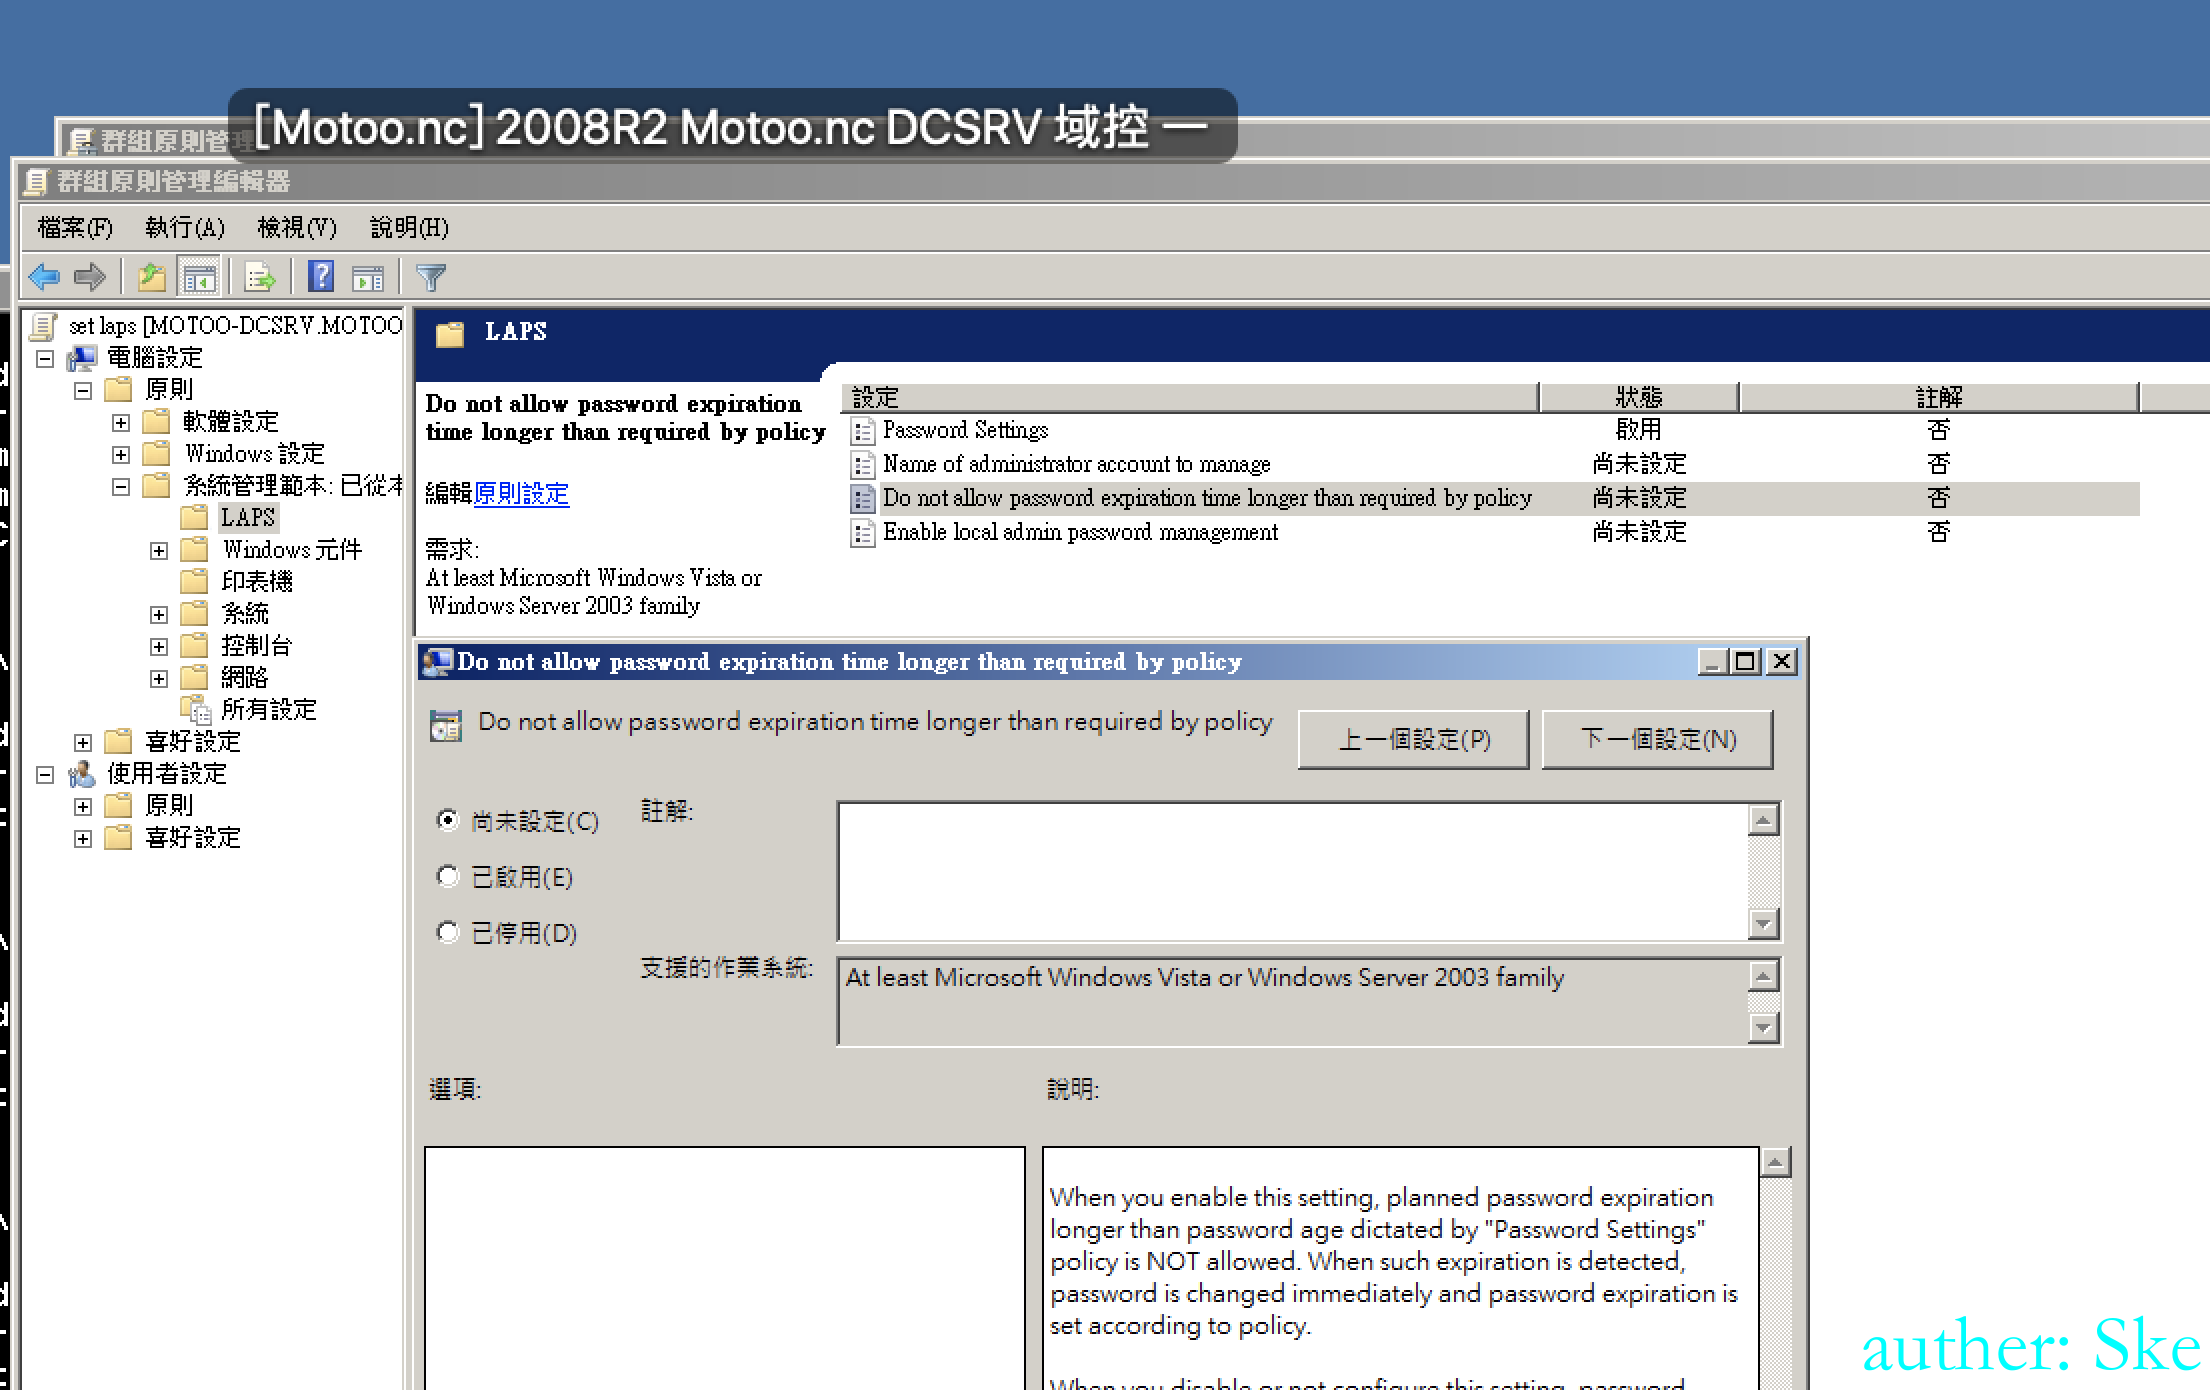 [Motoo.nc] 2008R2 Motoo.nc DCSRV 域控 —
群組原則管理
群組原則管理編輯器
檔案(F) 執行(A) 檢視(V) 說明(H)
set laps [MOTOO-DCSRV.MOTOO
電腦設定
原則
軟體設定
Windows 設定
系統管理範本: 已從本
LAPS
Windows 元件
印表機
系統
控制台
網路
所有設定
喜好設定
使用者設定
原則
喜好設定
LAPS
Do not allow password expiration
time longer than required by policy
編輯原則設定
需求:
At least Microsoft Windows Vista or
Windows Server 2003 family
設定 狀態 註解
Password Settings 啟用 否
Name of administrator account to manage 尚未設定 否
Do not allow password expiration time longer than required by policy 尚未設定 否
Enable local admin password management 尚未設定 否
Do not allow password expiration time longer than required by policy
Do not allow password expiration time longer than required by policy
上一個設定(P) 下一個設定(N)
尚未設定(C)
已啟用(E)
已停用(D)
註解:
支援的作業系統:
At least Microsoft Windows Vista or Windows Server 2003 family
選項:
說明:
When you enable this setting, planned password expiration
longer than password age dictated by "Password Settings"
policy is NOT allowed. When such expiration is detected,
password is changed immediately and password expiration is
set according to policy.
When you disable or not configure this setting, password
auther: Ske